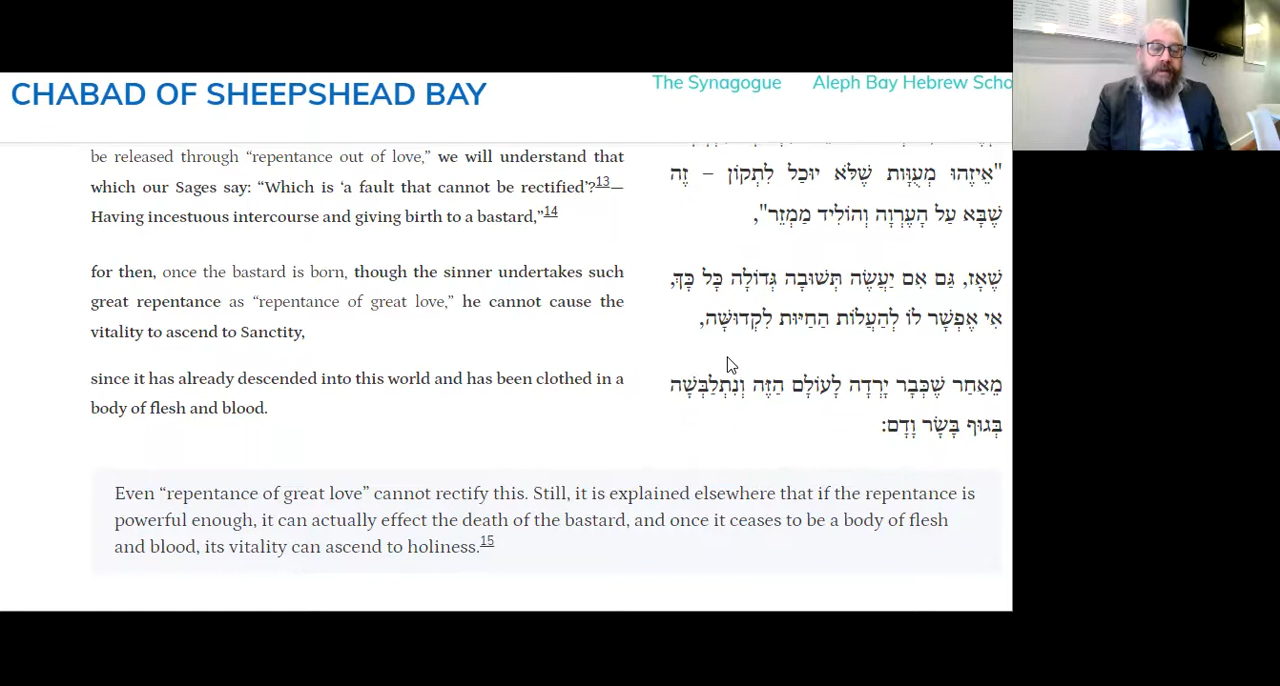 CHABAD OF SHEEPSHEAD BAY
The Synagogue
Aleph Bay Hebrew Scho
be released through “repentance out of love,” we will understand that
which our Sages say: “Which is ‘a fault that cannot be rectified’?13—
Having incestuous intercourse and giving birth to a bastard,”14
for then, once the bastard is born, though the sinner undertakes such
great repentance as “repentance of great love,” he cannot cause the
vitality to ascend to Sanctity,
since it has already descended into this world and has been clothed in a
body of flesh and blood.
"אֵיזֶהוּ מְעֻוָּות שֶׁלֹּא יוּכַל לִתְקוֹן – זֶה
שֶׁבָּא עַל הָעֶרְוָה וְהוֹלִיד מַמְזֵר",
שֶׁאָז, גַּם אִם יַעֲשֶׂה תְּשׁוּבָה גְּדוֹלָה כָּל כָּךְ,
אִי אֶפְשָׁר לוֹ לְהַעֲלוֹת הַחַיּוּת לִקְדוּשָּׁה,
מֵאַחַר שֶׁכְּבָר יָרְדָה לָעוֹלָם הַזֶּה וְנִתְלַבְּשָׁה
בְּגוּף בָּשָׂר וָדָם:
Even “repentance of great love” cannot rectify this. Still, it is explained elsewhere that if the repentance is
powerful enough, it can actually effect the death of the bastard, and once it ceases to be a body of flesh
and blood, its vitality can ascend to holiness.15